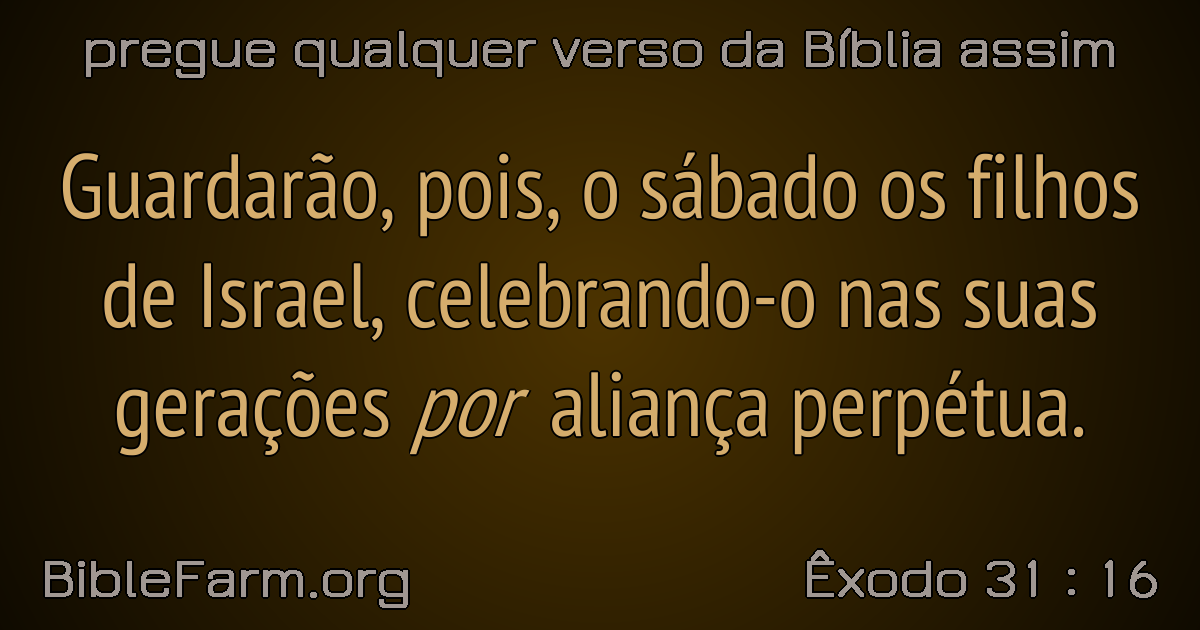 pregue qualquer verso da Bíblia assim
Guardarão, pois, o sábado os filhos
de Israel, celebrando-o nas suas
gerações por aliança perpétua.
BibleFarm.org
Êxodo 31 : 16